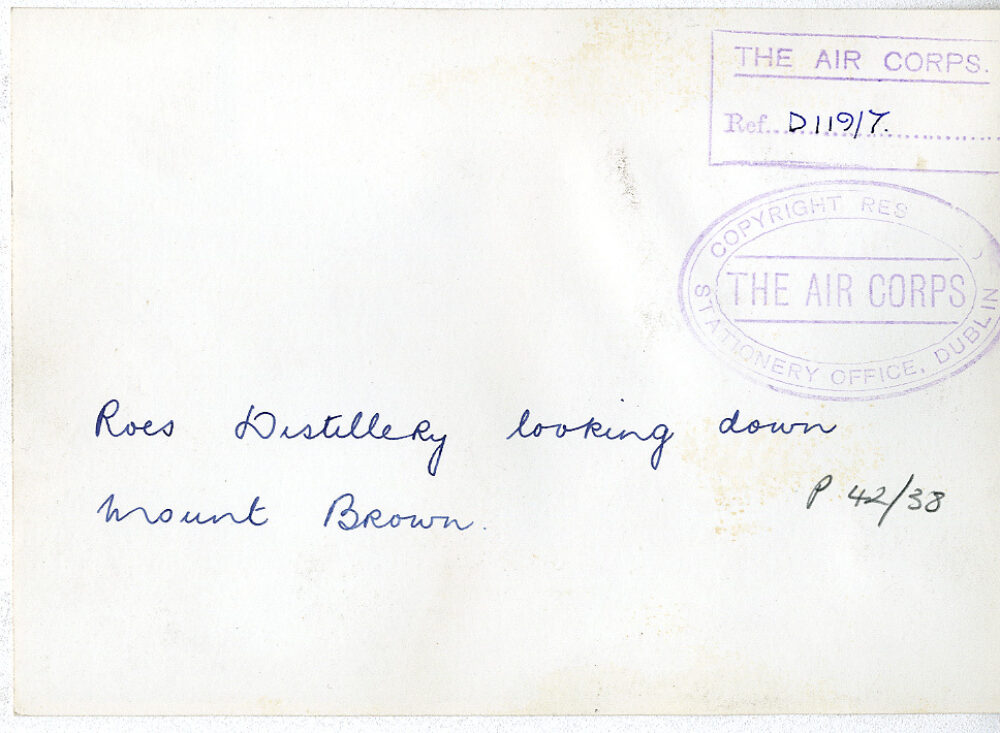 THE AIR CORPS.
Ref. D119/7.
COPYRIGHT RES
THE AIR CORPS
STATIONERY OFFICE, DUBLIN
Roes Distillery looking down
Mount Brown.
P 42/38